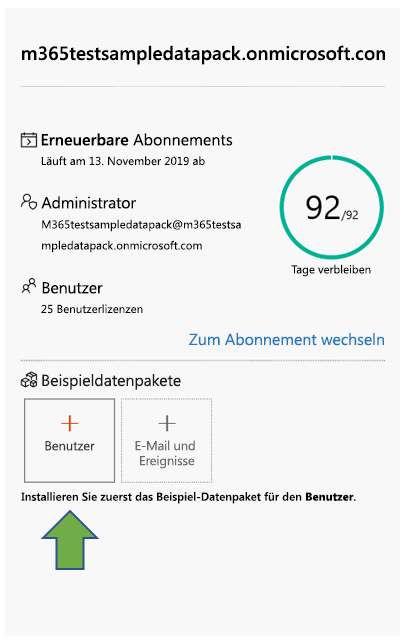 m365testsampledatapack.onmicrosoft.con
Erneuerbare Abonnements
Läuft am 13. November 2019 ab
92/92
Tage verbleiben
Administrator
M365testsampledatapack@m365testsa
mpledatapack.onmicrosoft.com
Benutzer
25 Benutzerlizenzen
Zum Abonnement wechseln
Beispieldatenpakete
Benutzer
E-Mail und
Ereignisse
Installieren Sie zuerst das Beispiel-Datenpaket für den Benutzer.